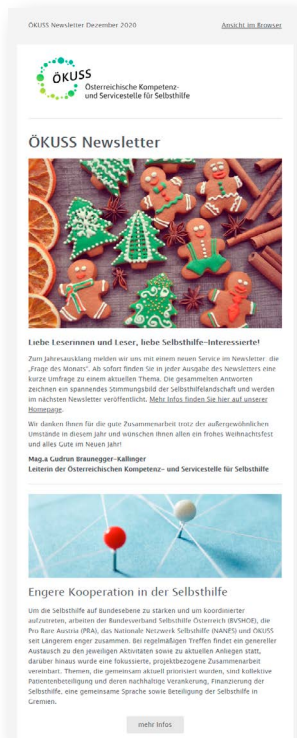 ÖKUSS Newsletter Dezember 2020
Ansicht im Browser
ÖKUSS
Österreichische Kompetenz-
und Servicestelle für Selbsthilfe
ÖKUSS Newsletter
Liebe Leserinnen und Leser, liebe Selbsthilfe-Interessierte!
Zum Jahresausklang melden wir uns mit einem neuen Service im Newsletter die
„Frage des Monats". Ab sofort finden Sie in jeder Ausgabe des Newsletters eine
kurze Umfrage zu einem aktuellen Thema. Die gesammelten Antworten
zeichnen ein spannendes Stimmungsbild der Selbsthilfelandschaft und werden
im nächsten Newsletter veröffentlicht. Mehr Infos finden Sie hier auf unserer
Homepage.
Wir danken Ihnen für die gute Zusammenarbeit trotz der außergewöhnlichen
Umstände in diesem Jahr und wünschen Ihnen allen ein frohes Weihnachtsfest
und alles Gute im Neuen Jahr!
Mag.a Gudrun Braunegger-Kallinger
Leiterin der Österreichischen Kompetenz- und Servicestelle für Selbsthilfe
Engere Kooperation in der Selbsthilfe
Um die Selbsthilfe auf Bundesebene zu stärken und um koordinierter
aufzutreten, arbeiten der Bundesverband Selbsthilfe Österreich (BVSHOE), die
Pro Rare Austria (PRA), das Nationale Netzwerk Selbsthilfe (NANES) und ÖKUSS
seit Längerem enger zusammen. Bei regelmäßigen Treffen findet ein genereller
Austausch zu den jeweiligen Aktivitäten sowie zu aktuellen Anliegen statt,
darüber hinaus wurde eine fokussierte, projektbezogene Zusammenarbeit
vereinbart. Themen, die gemeinsam aktuell priorisiert wurden, sind kollektive
Patientenbeteiligung und deren nachhaltige Verankerung, Finanzierung der
Selbsthilfe, eine gemeinsame Sprache sowie Beteiligung der Selbsthilfe in
Gremien.
mehr Infos